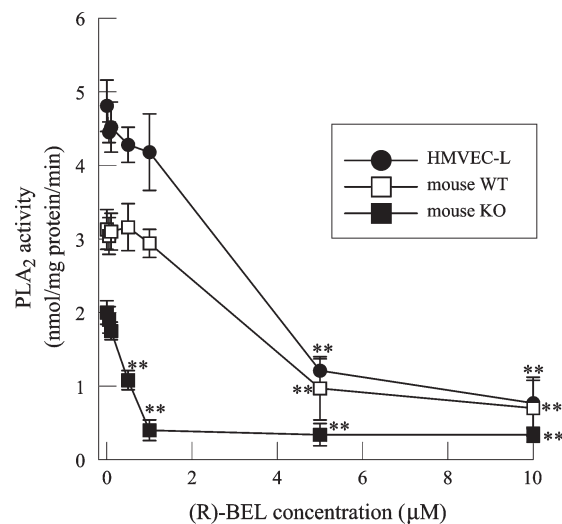 6
5
4
3
2
1
0
PLA2 activity
(nmol/mg protein/min)
HMVEC-L
mouse WT
mouse KO
**
**
**
**
**
**
**
**
0 2 4 6 8 10
(R)-BEL concentration (μM)